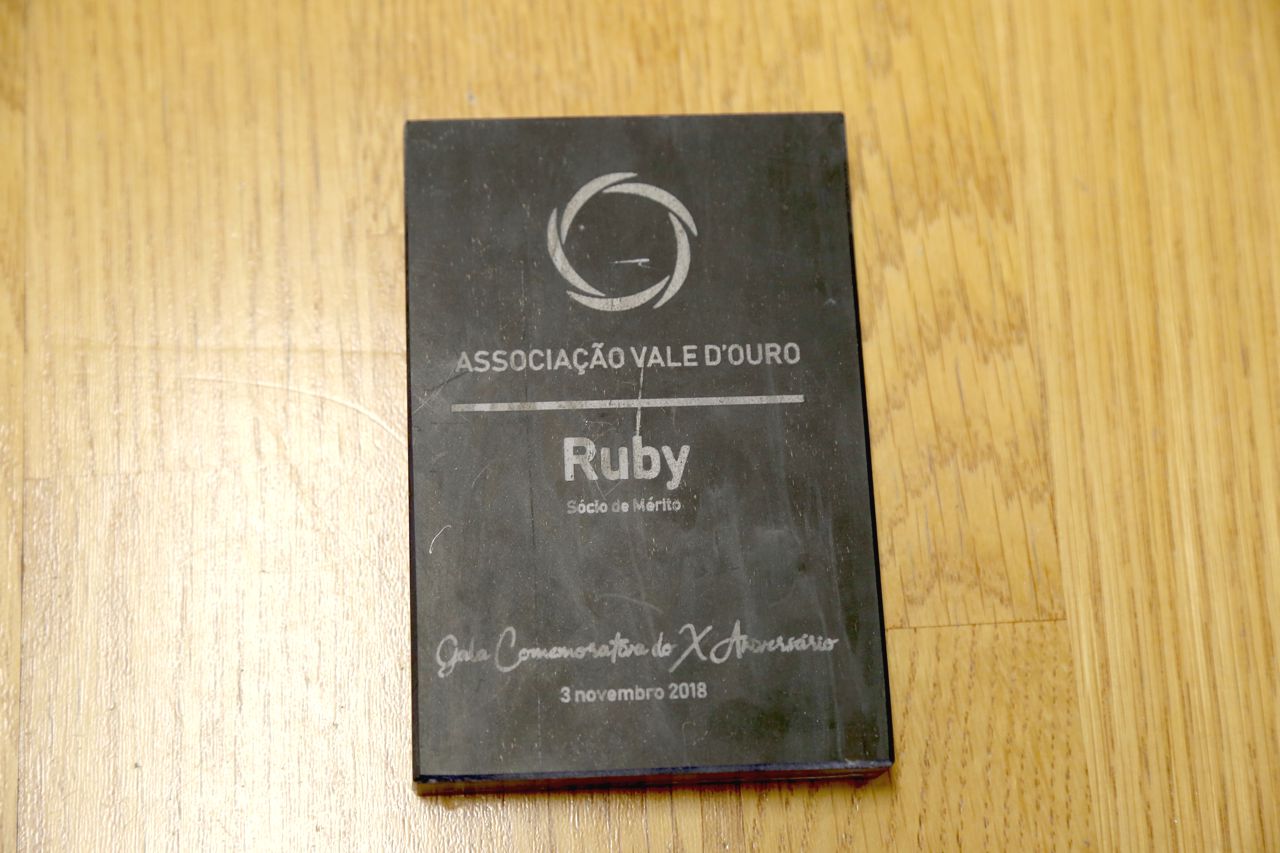 ASSOCIAÇÃO VALE D'OURO
Ruby
Sócio de Mérito
Gala Comemorativa do X Aniversário
3 novembro 2018